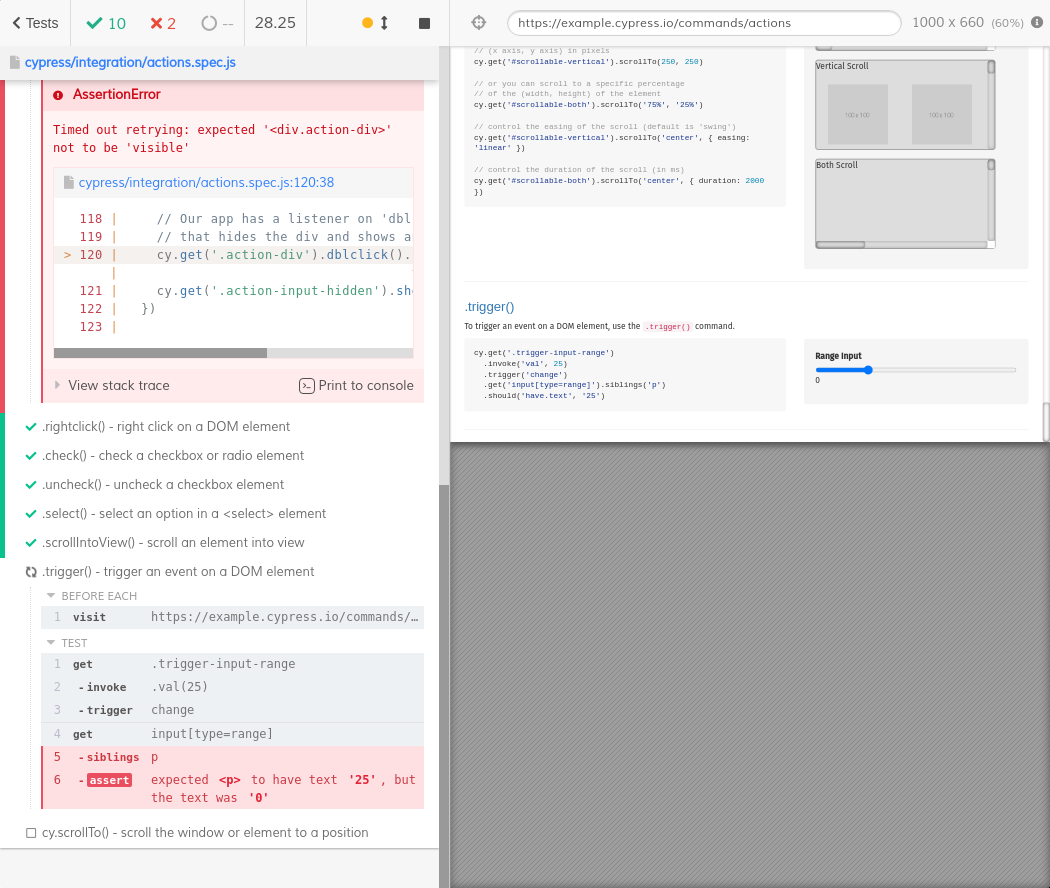 Tests
10
2
--
28.25
https://example.cypress.io/commands/actions
1000 X 660 (60%)
cypress/integration/actions.spec.js
AssertionError
Timed out retrying: expected '<div.action-div>'
not to be 'visible'
cypress/integration/actions.spec.js:120:38
118 | // Our app has a listener on 'dbl
119 | // that hides the div and shows a
> 120 | cy.get('.action-div').dblclick().
|
121 | cy.get('.action-input-hidden').sho
122 | })
123 |
View stack trace
Print to console
.rightclick() - right click on a DOM element
.check() - check a checkbox or radio element
.uncheck() - uncheck a checkbox element
.select() - select an option in a <select> element
.scrollIntoView() - scroll an element into view
.trigger() - trigger an event on a DOM element
BEFORE EACH
1 visit https://example.cypress.io/commands/…
TEST
1 get .trigger-input-range
2 - invoke .val(25)
3 - trigger change
4 get input[type=range]
5 - siblings p
6 - assert expected <p> to have text '25', but
the text was '0'
cy.scrollTo() - scroll the window or element to a position
// (x axis, y axis) in pixels
cy.get('#scrollable-vertical').scrollTo(250, 250)
// or you can scroll to a specific percentage
// of the (width, height) of the element
cy.get('#scrollable-both').scrollTo('75%', '25%')
// control the easing of the scroll (default is 'swing')
cy.get('#scrollable-vertical').scrollTo('center', { easing:
'linear' })
// control the duration of the scroll (in ms)
cy.get('#scrollable-both').scrollTo('center', { duration: 2000
})
Vertical Scroll
100 x 100
100 x 100
Both Scroll
.trigger()
To trigger an event on a DOM element, use the .trigger() command.
cy.get('.trigger-input-range')
.invoke('val', 25)
.trigger('change')
.get('input[type=range]').siblings('p')
.should('have.text', '25')
Range Input
0